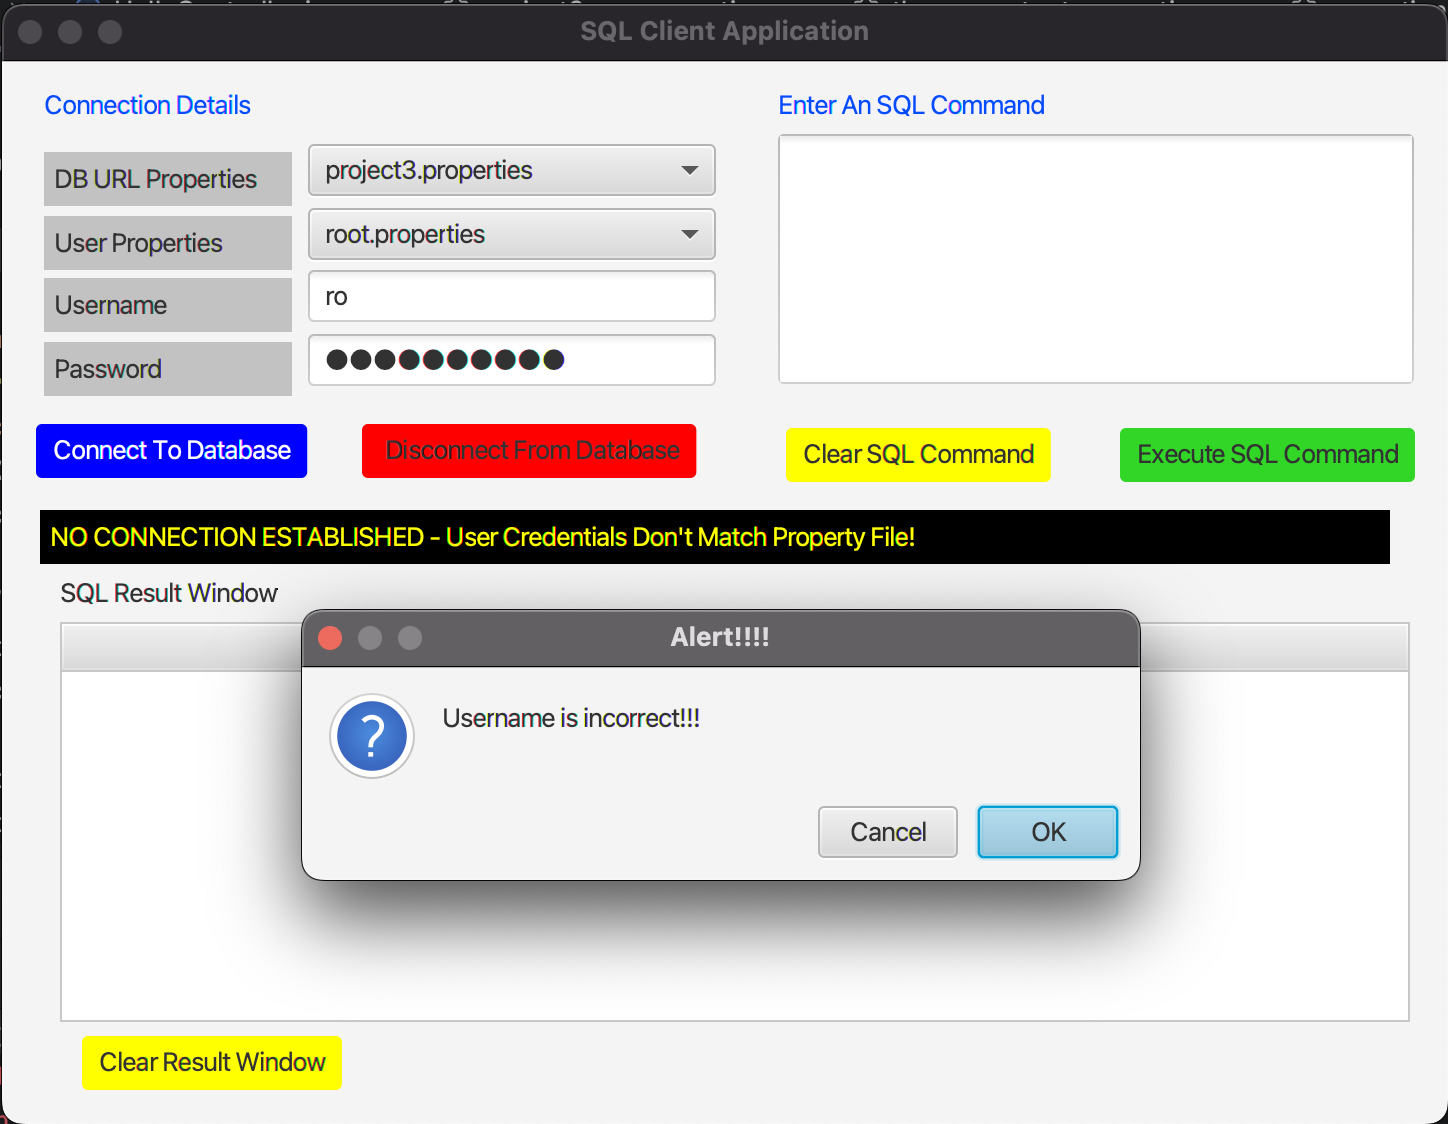 SQL Client Application
Connection Details
DB URL Properties
project3.properties
User Properties
root.properties
Username
ro
Password
Enter An SQL Command
Connect To Database
Disconnect From Database
Clear SQL Command
Execute SQL Command
NO CONNECTION ESTABLISHED - User Credentials Don't Match Property File!
SQL Result Window
Alert!!!!
?
Username is incorrect!!!
Cancel
OK
Clear Result Window